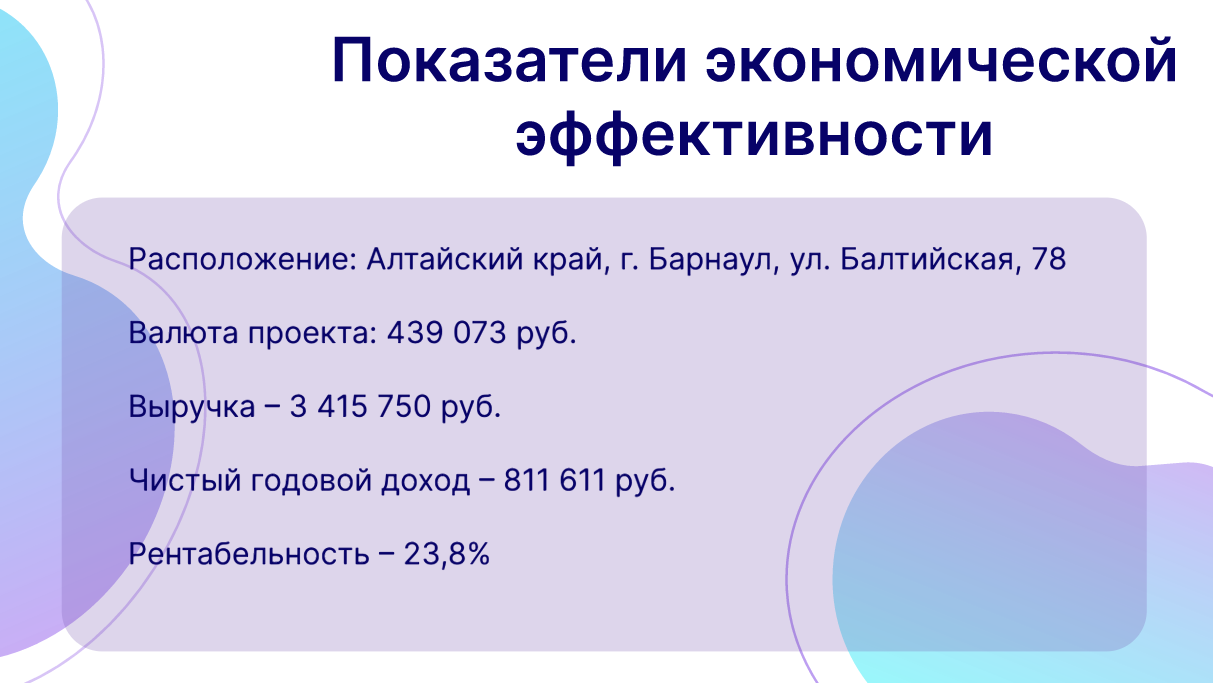 Показатели экономической
эффективности
Расположение: Алтайский край, г. Барнаул, ул. Балтийская, 78
Валюта проекта: 439 073 руб.
Выручка – 3 415 750 руб.
Чистый годовой доход – 811 611 руб.
Рентабельность – 23,8%